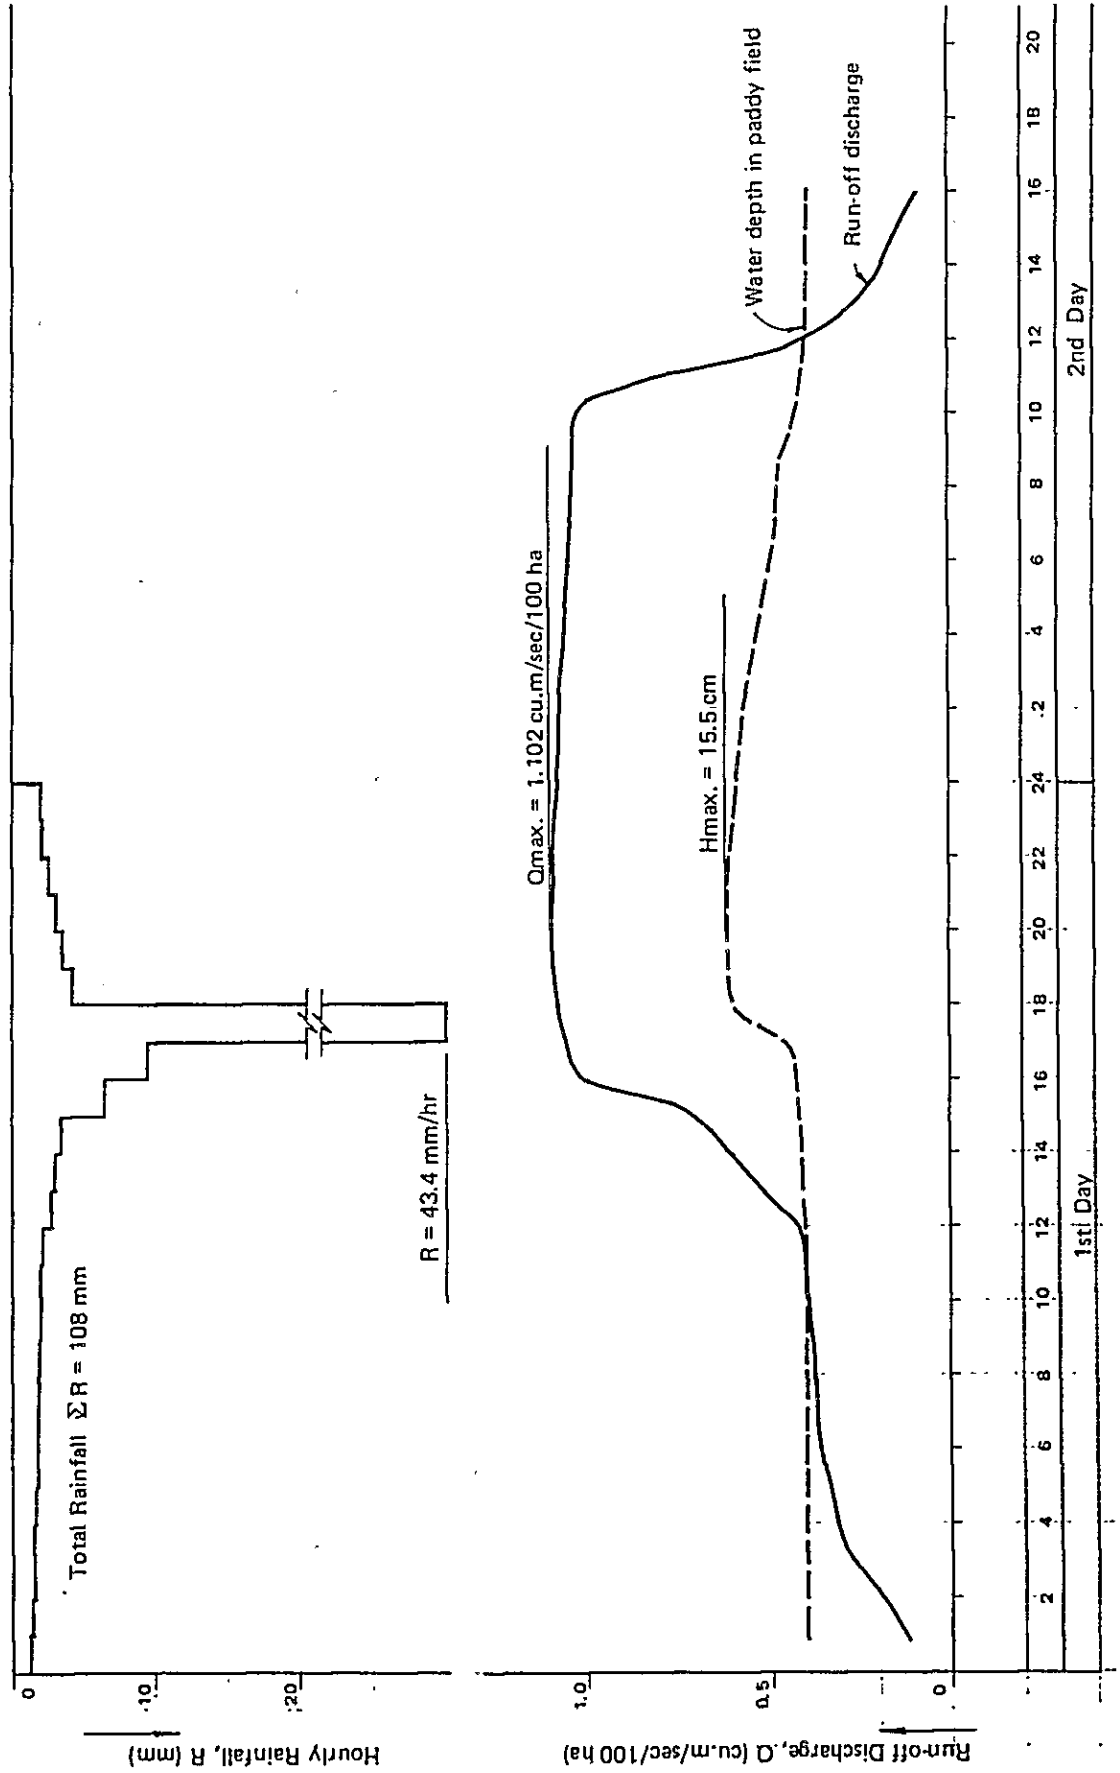 Hourly Rainfall, R (mm)
0
10
20
Total Rainfall ΣR = 108 mm
R = 43.4 mm/hr
Run-off Discharge, Q (cu.m/sec/100 ha)
1.0
0.5
0
Qmax. = 1.102 cu.m/sec/100 ha
Hmax. = 15.5 cm
Water depth in paddy field
Run-off discharge
2 4 6 8 10 12 14 16 18 20 22 24 2 4 6 8 10 12 14 16 18 20
1st Day 2nd Day